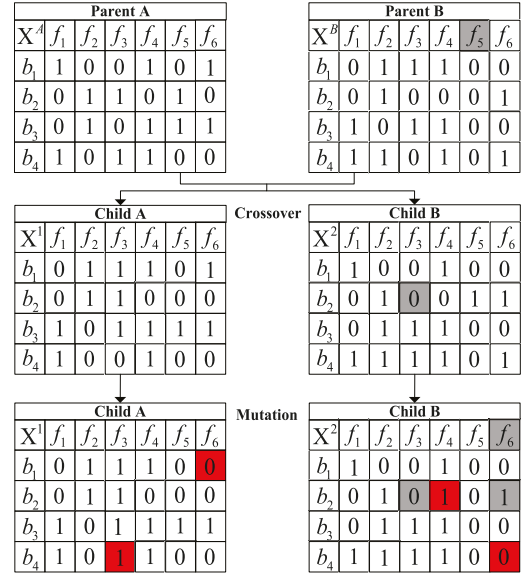 Parent A
X^A f1 f2 f3 f4 f5 f6
b1 1 0 0 1 0 1
b2 0 1 1 0 1 0
b3 0 1 0 1 1 1
b4 1 0 1 1 0 0
Parent B
X^B f1 f2 f3 f4 f5 f6
b1 0 1 1 1 0 0
b2 0 1 0 0 0 1
b3 1 0 1 1 0 0
b4 1 1 0 1 0 1
Crossover
Child A
X^1 f1 f2 f3 f4 f5 f6
b1 0 1 1 1 0 1
b2 0 1 1 0 0 0
b3 1 0 1 1 1 1
b4 1 0 0 1 0 0
Child B
X^2 f1 f2 f3 f4 f5 f6
b1 1 0 0 1 0 0
b2 0 1 0 0 1 1
b3 0 1 1 1 0 0
b4 1 1 1 1 0 1
Mutation
Child A
X^1 f1 f2 f3 f4 f5 f6
b1 0 1 1 1 0 0
b2 0 1 1 0 0 0
b3 1 0 1 1 1 1
b4 1 0 1 1 0 0
Child B
X^2 f1 f2 f3 f4 f5 f6
b1 1 0 0 1 0 0
b2 0 1 0 1 0 1
b3 0 1 1 1 0 0
b4 1 1 1 1 0 0